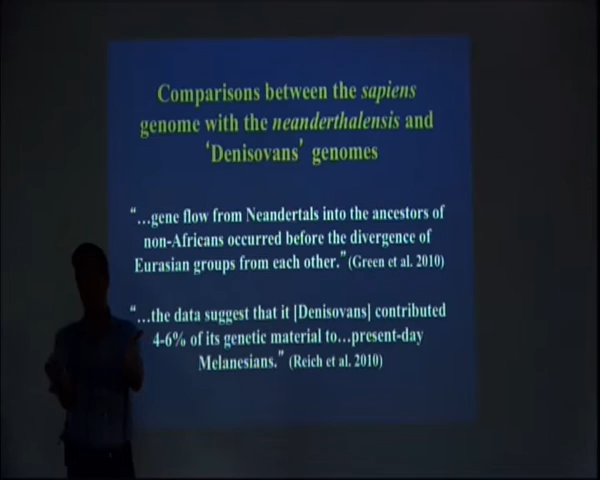 Comparisons between the sapiens
genome with the neanderthalensis and
‘Denisovans’ genomes
“…gene flow from Neandertals into the ancestors of
non-Africans occurred before the divergence of
Eurasian groups from each other.” (Green et al. 2010)
“…the data suggest that it [Denisovans] contributed
4-6% of its genetic material to…present-day
Melanesians.” (Reich et al. 2010)